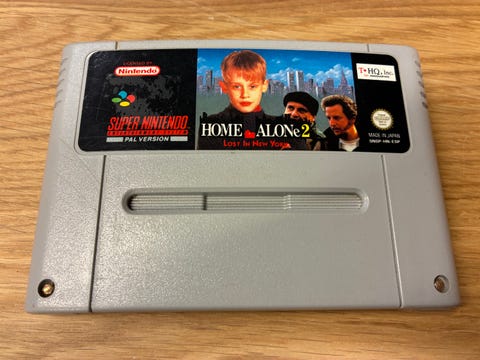 LICENSED BY
Nintendo
SUPER NINTENDO
ENTERTAINMENT SYSTEM
PAL VERSION
HOME ALONe 2
LOST IN NEW YORK
T•HQ, Inc.
MADE IN JAPAN
SNSP-HN-ESP